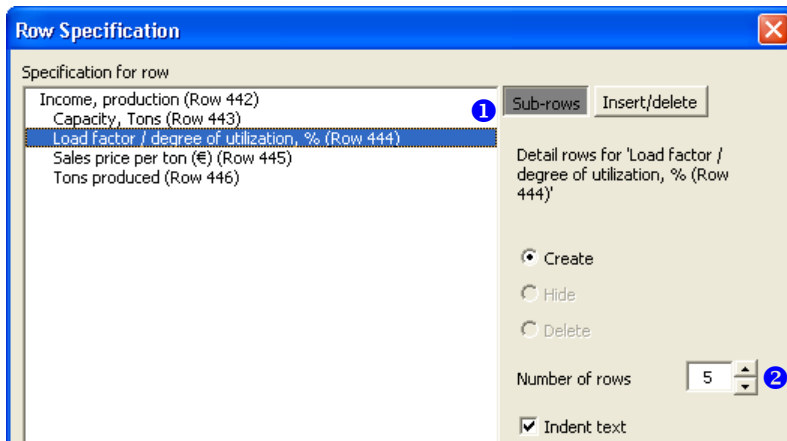 Row Specification
Specification for row
Income, production (Row 442)
Capacity, Tons (Row 443)
Load factor / degree of utilization, % (Row 444)
Sales price per ton (€) (Row 445)
Tons produced (Row 446)
❶ Sub-rows Insert/delete
Detail rows for 'Load factor /
degree of utilization, % (Row
444)'
Create
Hide
Delete
Number of rows 5 ❷
Indent text